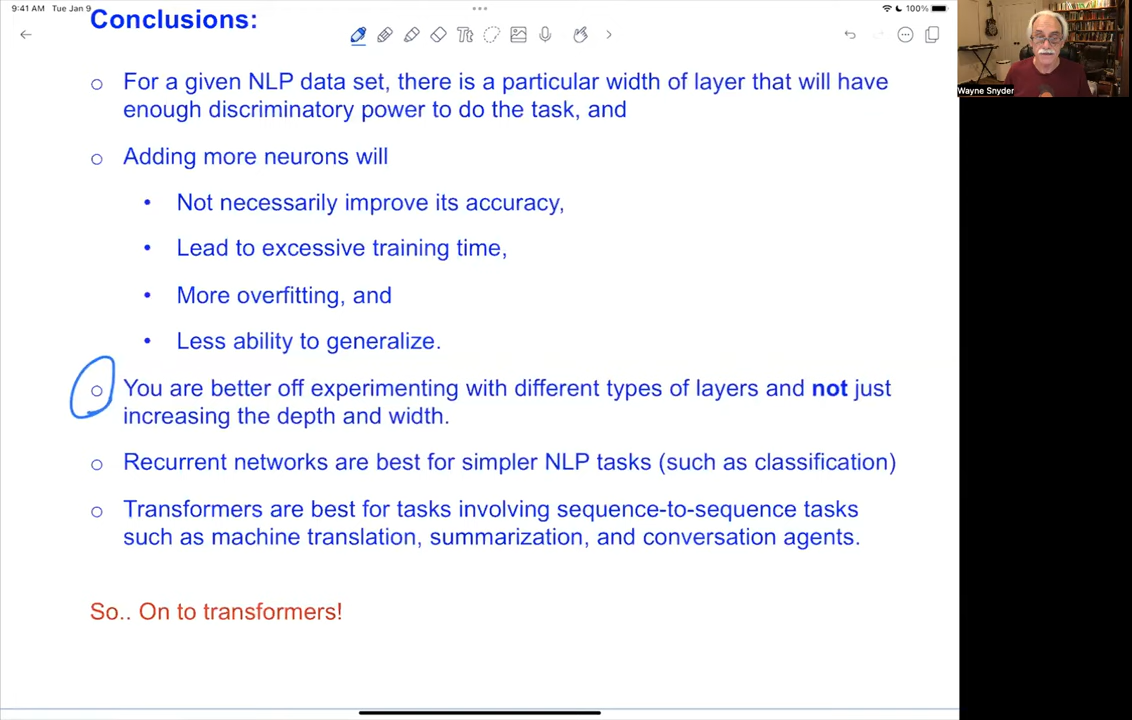 9:41 AM Tue Jan 9
100%
Conclusions:
Tt
Wayne Snyder
o For a given NLP data set, there is a particular width of layer that will have
enough discriminatory power to do the task, and
o Adding more neurons will
• Not necessarily improve its accuracy,
• Lead to excessive training time,
• More overfitting, and
• Less ability to generalize.
o You are better off experimenting with different types of layers and not just
increasing the depth and width.
o Recurrent networks are best for simpler NLP tasks (such as classification)
o Transformers are best for tasks involving sequence-to-sequence tasks
such as machine translation, summarization, and conversation agents.
So.. On to transformers!